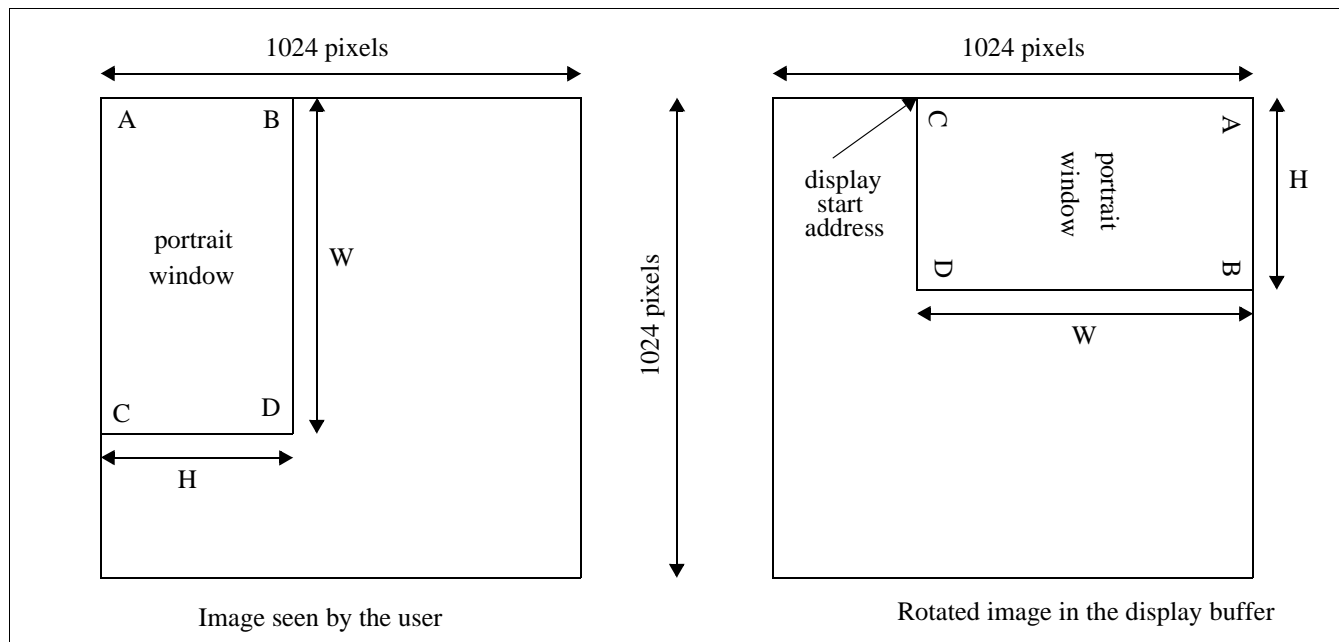 1024 pixels
A
B
portrait
window
W
C
D
H
Image seen by the user
1024 pixels
1024 pixels
display
start
address
C
A
portrait
window
H
D
B
W
Rotated image in the display buffer